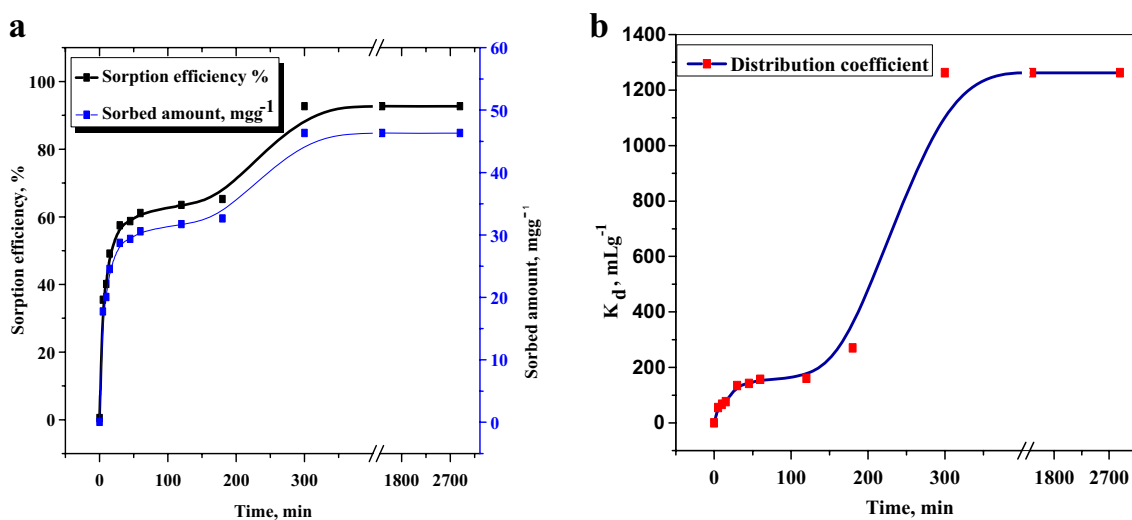 a
Sorption efficiency %
Sorbed amount, mgg⁻¹
Sorption efficiency, %
100
80
60
40
20
0
60
50
40
30
20
10
0
Sorbed amount, mgg⁻¹
0 100 200 300 1800 2700
Time, min
b
Distribution coefficient
K_d, mLg⁻¹
1400
1200
1000
800
600
400
200
0
0 100 200 300 1800 2700
Time, min